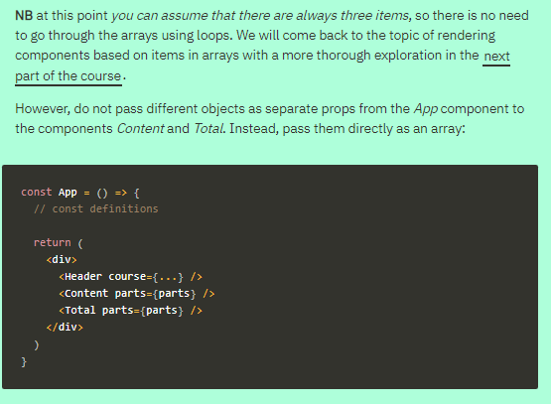 NB at this point you can assume that there are always three items, so there is no need
to go through the arrays using loops. We will come back to the topic of rendering
components based on items in arrays with a more thorough exploration in the next
part of the course.
However, do not pass different objects as separate props from the App component to
the components Content and Total. Instead, pass them directly as an array:
const App = () => {
  // const definitions

  return (
    <div>
      <Header course={...} />
      <Content parts={parts} />
      <Total parts={parts} />
    </div>
  )
}